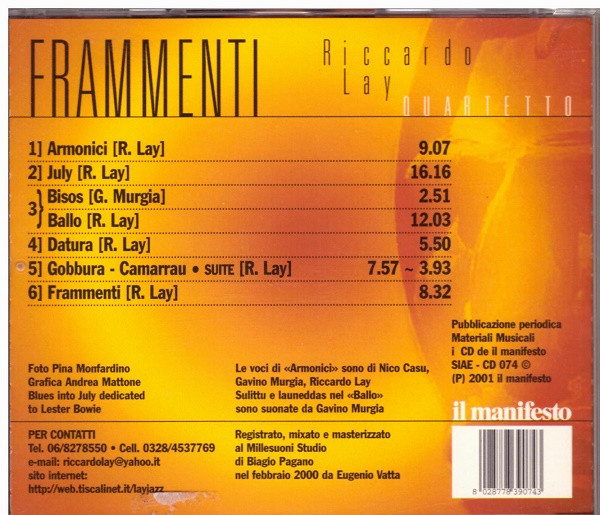 FRAMMENTI
Riccardo
Lay
QUARTETTO
1] Armonici [R. Lay] 9.07
2] July [R. Lay] 16.16
3} Bisos [G. Murgia] 2.51
Ballo [R. Lay] 12.03
4] Datura [R. Lay] 5.50
5] Gobbura - Camarrau • SUITE [R. Lay] 7.57 ~ 3.93
6] Frammenti [R. Lay] 8.32
Pubblicazione periodica
Materiali Musicali
i CD de il manifesto
SIAE - CD 074 ©
(P) 2001 il manifesto
Foto Pina Monfardino
Grafica Andrea Mattone
Blues into July dedicated
to Lester Bowie
Le voci di «Armonici» sono di Nico Casu,
Gavino Murgia, Riccardo Lay
Sulittu e launeddas nel «Ballo»
sono suonate da Gavino Murgia
il manifesto
PER CONTATTI
Tel. 06/8278550 • Cell. 0328/4537769
e-mail: riccardolay@yahoo.it
sito internet:
http://web.tiscalinet.it/layjazz
Registrato, mixato e masterizzato
al Millesuoni Studio
di Biagio Pagano
nel febbraio 2000 da Eugenio Vatta
8 028778 390743